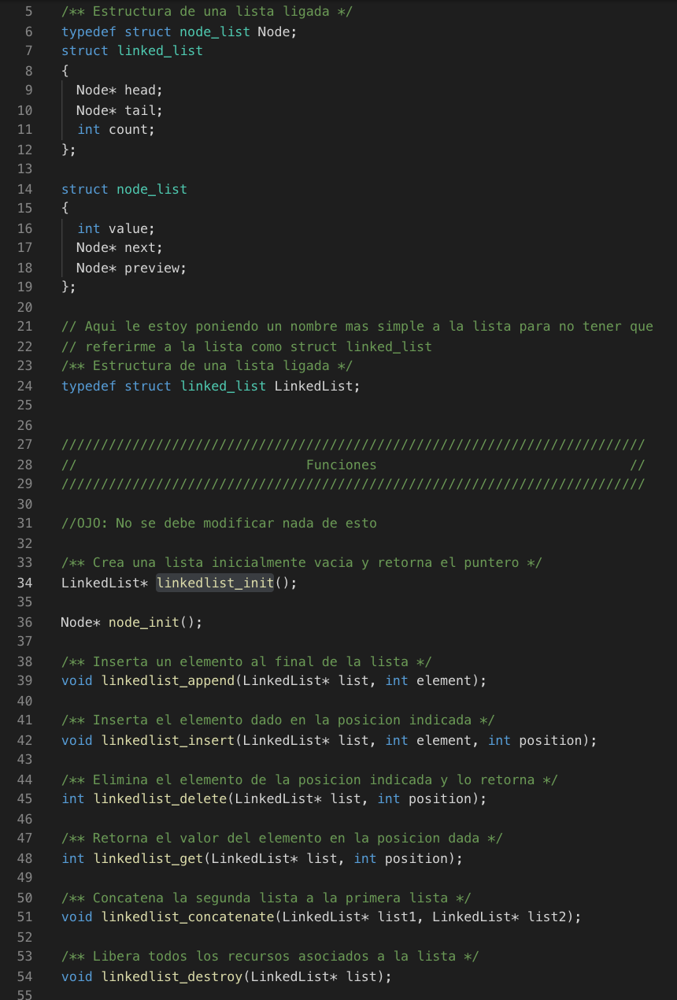 5 /** Estructura de una lista ligada */
6 typedef struct node_list Node;
7 struct linked_list
8 {
9 Node* head;
10 Node* tail;
11 int count;
12 };
13
14 struct node_list
15 {
16 int value;
17 Node* next;
18 Node* preview;
19 };
20
21 // Aqui le estoy poniendo un nombre mas simple a la lista para no tener que
22 // referirme a la lista como struct linked_list
23 /** Estructura de una lista ligada */
24 typedef struct linked_list LinkedList;
25
26
27 //////////////////////////////////////////////////////////////////////////
28 // Funciones //
29 //////////////////////////////////////////////////////////////////////////
30
31 //OJO: No se debe modificar nada de esto
32
33 /** Crea una lista inicialmente vacia y retorna el puntero */
34 LinkedList* linkedlist_init();
35
36 Node* node_init();
37
38 /** Inserta un elemento al final de la lista */
39 void linkedlist_append(LinkedList* list, int element);
40
41 /** Inserta el elemento dado en la posicion indicada */
42 void linkedlist_insert(LinkedList* list, int element, int position);
43
44 /** Elimina el elemento de la posicion indicada y lo retorna */
45 int linkedlist_delete(LinkedList* list, int position);
46
47 /** Retorna el valor del elemento en la posicion dada */
48 int linkedlist_get(LinkedList* list, int position);
49
50 /** Concatena la segunda lista a la primera lista */
51 void linkedlist_concatenate(LinkedList* list1, LinkedList* list2);
52
53 /** Libera todos los recursos asociados a la lista */
54 void linkedlist_destroy(LinkedList* list);
55